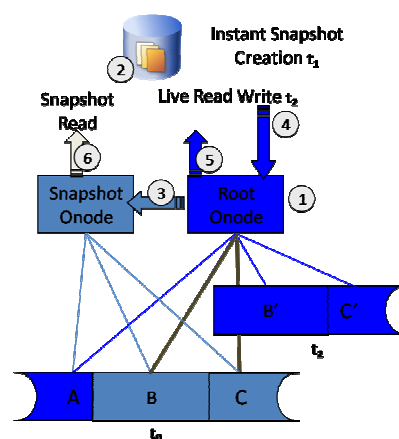 Instant Snapshot
Creation t1
2
Snapshot
Read
Live Read Write t2
4
6
5
3
1
Snapshot
Onode
Root
Onode
B′
C′
t2
A
B
C
t0